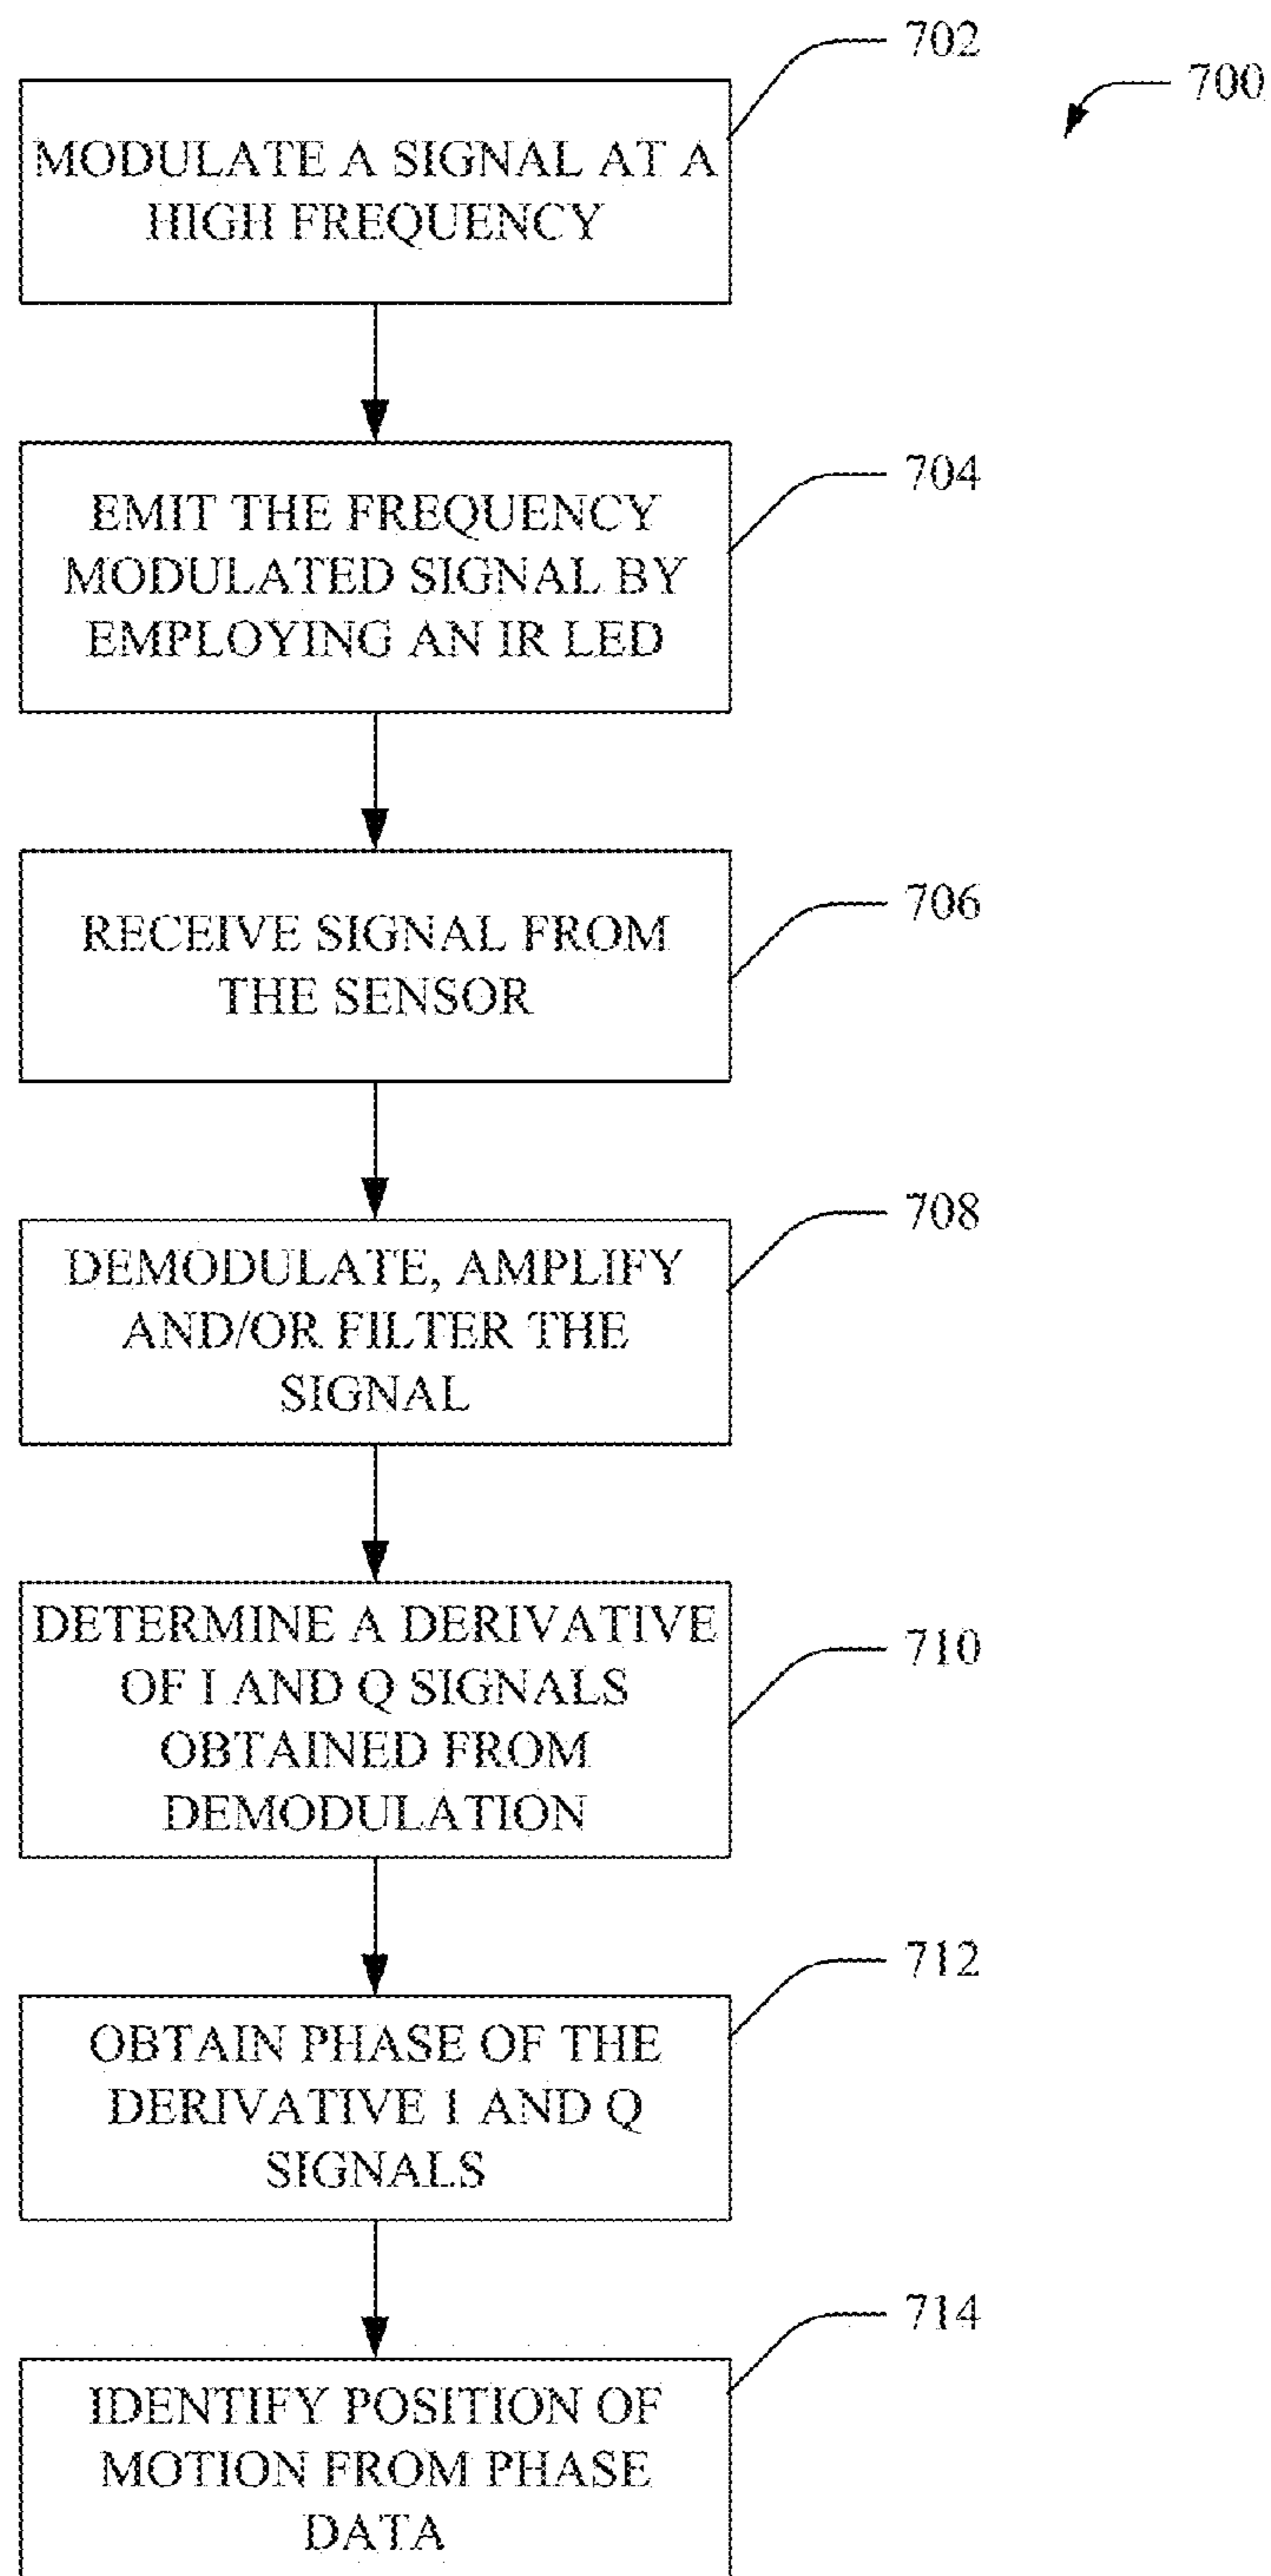 702
700
MODULATE A SIGNAL AT A
HIGH FREQUENCY
704
EMIT THE FREQUENCY
MODULATED SIGNAL BY
EMPLOYING AN IR LED
706
RECEIVE SIGNAL FROM
THE SENSOR
708
DEMODULATE, AMPLIFY
AND/OR FILTER THE
SIGNAL
710
DETERMINE A DERIVATIVE
OF I AND Q SIGNALS
OBTAINED FROM
DEMODULATION
712
OBTAIN PHASE OF THE
DERIVATIVE I AND Q
SIGNALS
714
IDENTIFY POSITION OF
MOTION FROM PHASE
DATA